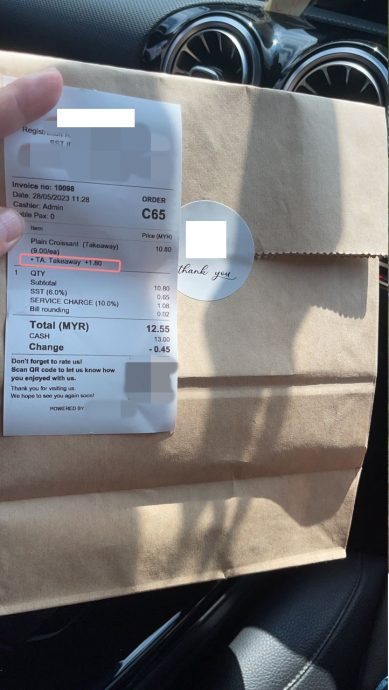 Invoice no: 10098
Date: 28/05/2023 11:28
ORDER
Cashier: Admin
Table Pax: 0
C65
Item
Price (MYR)
Plain Croissant (Takeaway) 10.80
(9.00/ea)
• TA. Takeaway +1.80
1 QTY
Subtotal 10.80
SST (6.0%) 0.65
SERVICE CHARGE (10.0%) 1.08
Bill rounding 0.02
Total (MYR) 12.55
CASH 13.00
Change - 0.45
Don't forget to rate us!
Scan QR code to let us know how
you enjoyed with us.
Thank you for visiting us.
We hope to see you again soon!
POWERED BY
thank you